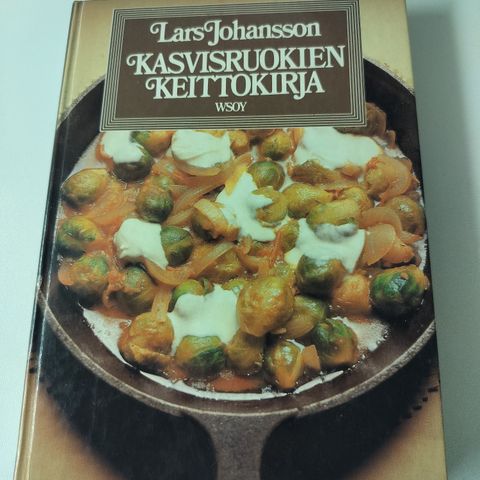 Lars Johansson
KASVISRUOKIEN
KEITTOKIRJA
WSOY